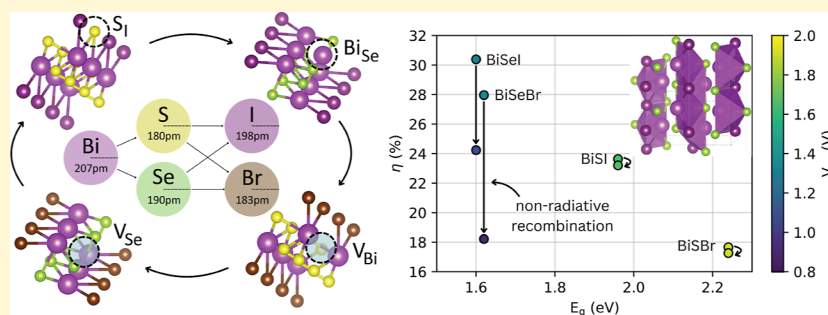 S_I
Bi_Se
Bi
207pm
S
180pm
Se
190pm
I
198pm
Br
183pm
V_Se
V_Bi
η (%)
32
30
28
26
24
22
20
18
16
BiSeI
BiSeBr
BiSI
BiSBr
non-radiative
recombination
1.6
1.8
2.0
2.2
E_g (eV)
2.0
1.8
1.6
1.4
1.2
1.0
0.8